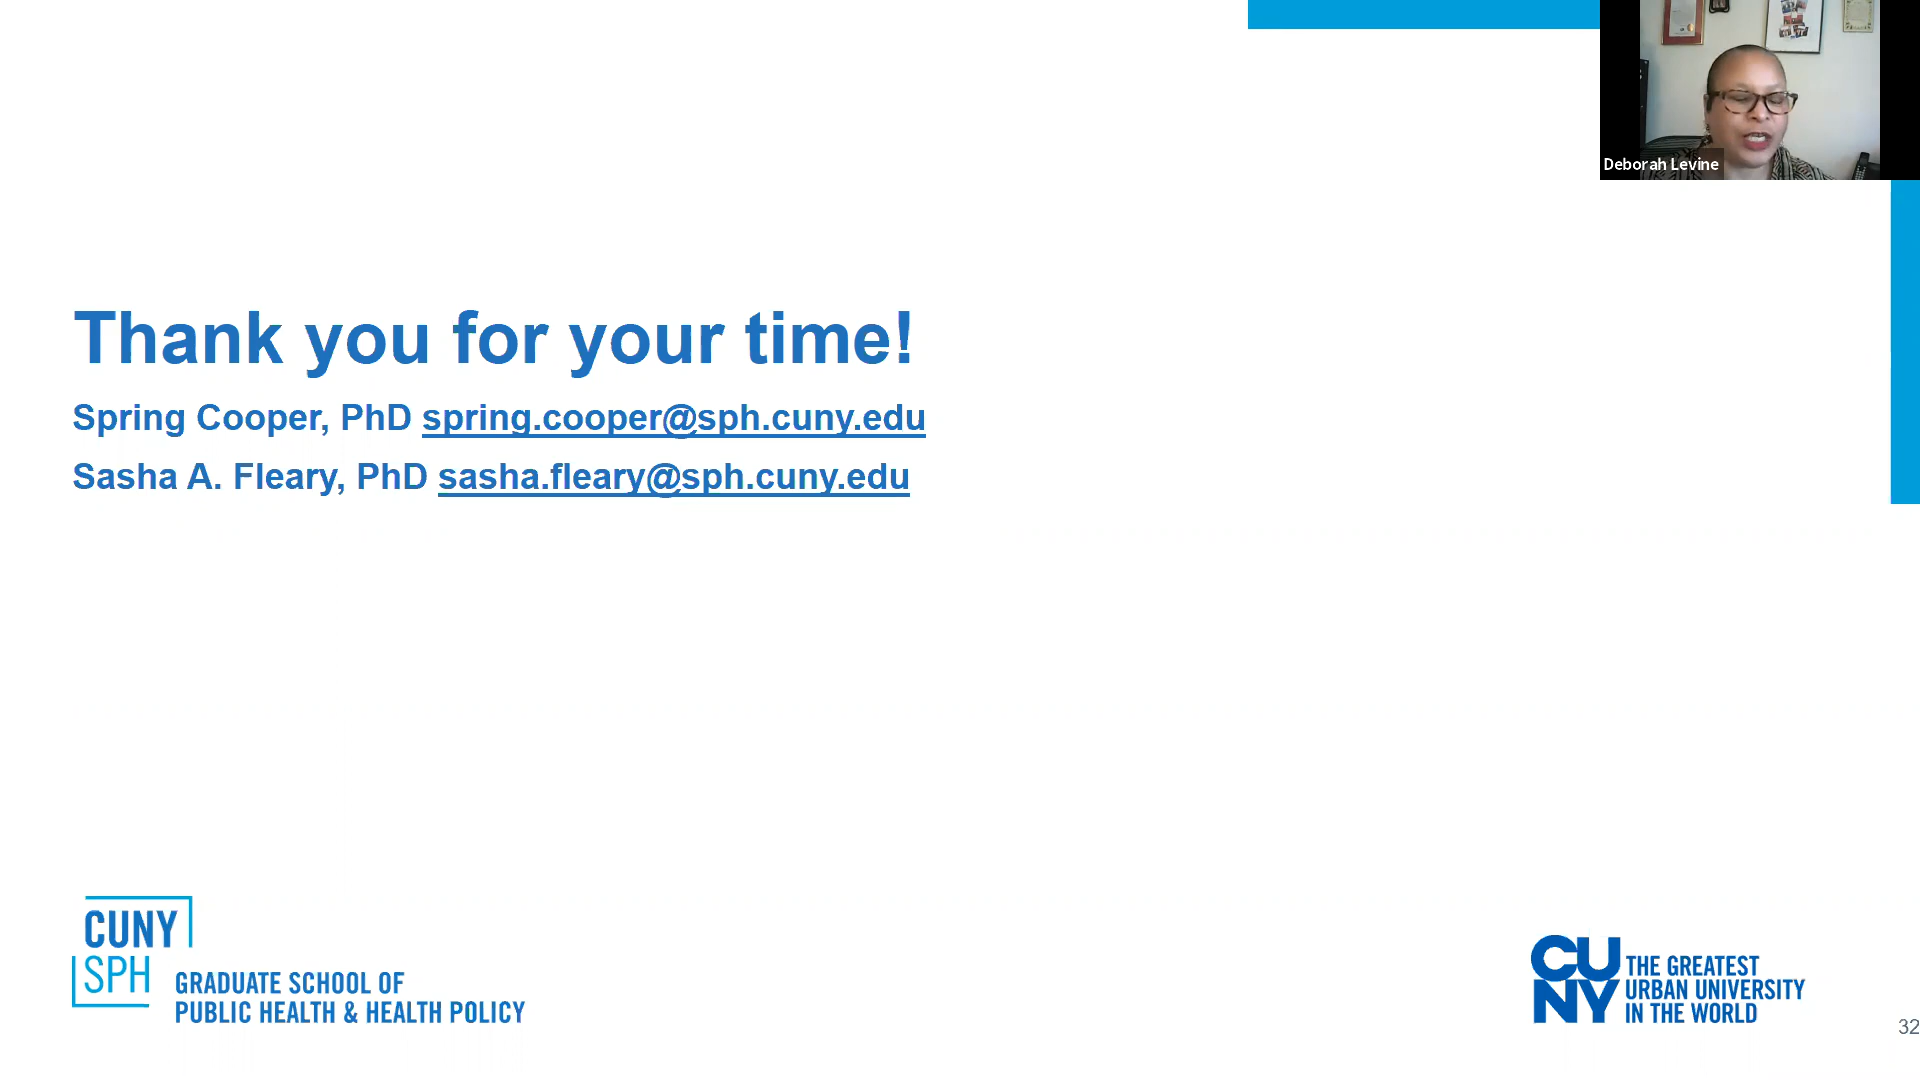 Deborah Levine
Thank you for your time!
Spring Cooper, PhD spring.cooper@sph.cuny.edu
Sasha A. Fleary, PhD sasha.fleary@sph.cuny.edu
CUNY
SPH
GRADUATE SCHOOL OF
PUBLIC HEALTH & HEALTH POLICY
CU
NY
THE GREATEST
URBAN UNIVERSITY
IN THE WORLD
32